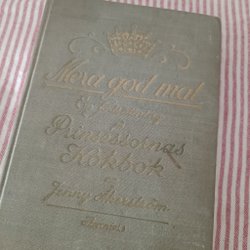 Mera god mat
Prinsessornas
Kokbok
Jenny Åkerström